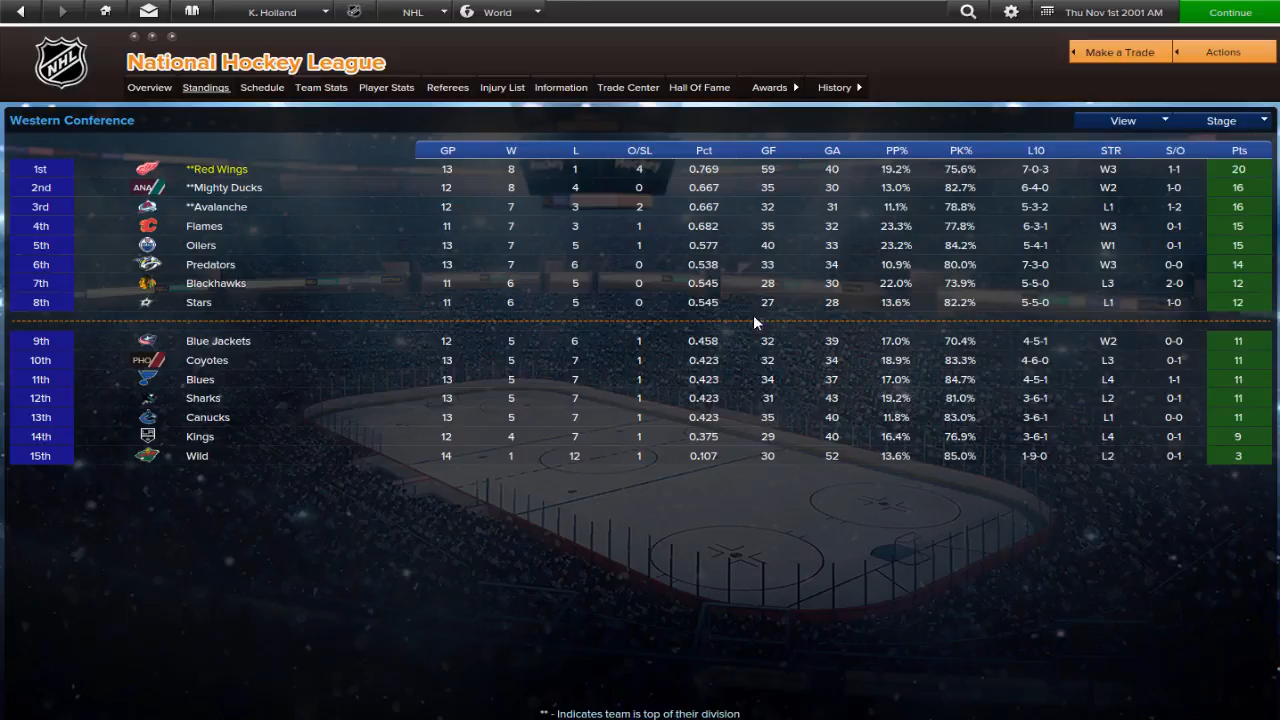 K. Holland NHL World Thu Nov 1st 2001 AM Continue
NHL
National Hockey League
Make a Trade Actions
Overview Standings Schedule Team Stats Player Stats Referees Injury List Information Trade Center Hall Of Fame Awards History
Western Conference View Stage
GP W L O/SL Pct GF GA PP% PK% L10 STR S/O Pts
1st **Red Wings 13 8 1 4 0.769 59 40 19.2% 75.6% 7-0-3 W3 1-1 20
2nd ANA **Mighty Ducks 12 8 4 0 0.667 35 30 13.0% 82.7% 6-4-0 W2 1-0 16
3rd **Avalanche 12 7 3 2 0.667 32 31 11.1% 78.8% 5-3-2 L1 1-2 16
4th Flames 11 7 3 1 0.682 35 32 23.3% 77.8% 6-3-1 W3 0-1 15
5th Oilers 13 7 5 1 0.577 40 33 23.2% 84.2% 5-4-1 W1 0-1 15
6th Predators 13 7 6 0 0.538 33 34 10.9% 80.0% 7-3-0 W3 0-0 14
7th Blackhawks 11 6 5 0 0.545 28 30 22.0% 73.9% 5-5-0 L3 2-0 12
8th Stars 11 6 5 0 0.545 27 28 13.6% 82.2% 5-5-0 L1 1-0 12
9th Blue Jackets 12 5 6 1 0.458 32 39 17.0% 70.4% 4-5-1 W2 0-0 11
10th PHO Coyotes 13 5 7 1 0.423 32 34 18.9% 83.3% 4-6-0 L3 0-1 11
11th Blues 13 5 7 1 0.423 34 37 17.0% 84.7% 4-5-1 L4 1-1 11
12th Sharks 13 5 7 1 0.423 31 43 19.2% 81.0% 3-6-1 L2 0-1 11
13th Canucks 13 5 7 1 0.423 35 40 11.8% 83.0% 3-6-1 L1 0-0 11
14th Kings 12 4 7 1 0.375 29 40 16.4% 76.9% 3-6-1 L4 0-1 9
15th Wild 14 1 12 1 0.107 30 52 13.6% 85.0% 1-9-0 L2 0-1 3
** - Indicates team is top of their division